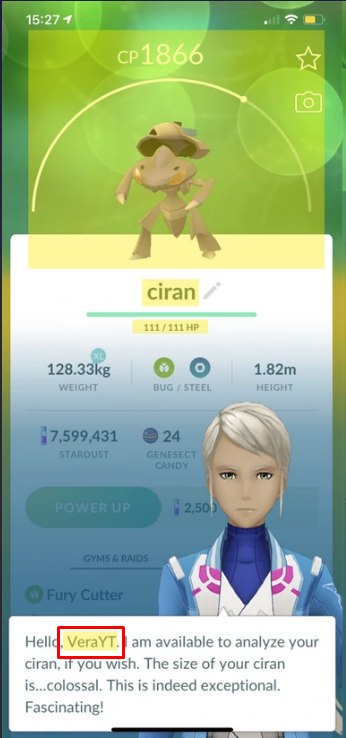 15:27
CP1866
ciran
111 / 111 HP
XL
128.33kg
BUG / STEEL
1.82m
WEIGHT
HEIGHT
7,599,431
24
STARDUST
GENESECT
CANDY
POWER UP
2,500
GYMS & RAIDS
Fury Cutter
Hello, VeraYT. I am available to analyze your
ciran, if you wish. The size of your ciran
is...colossal. This is indeed exceptional.
Fascinating!